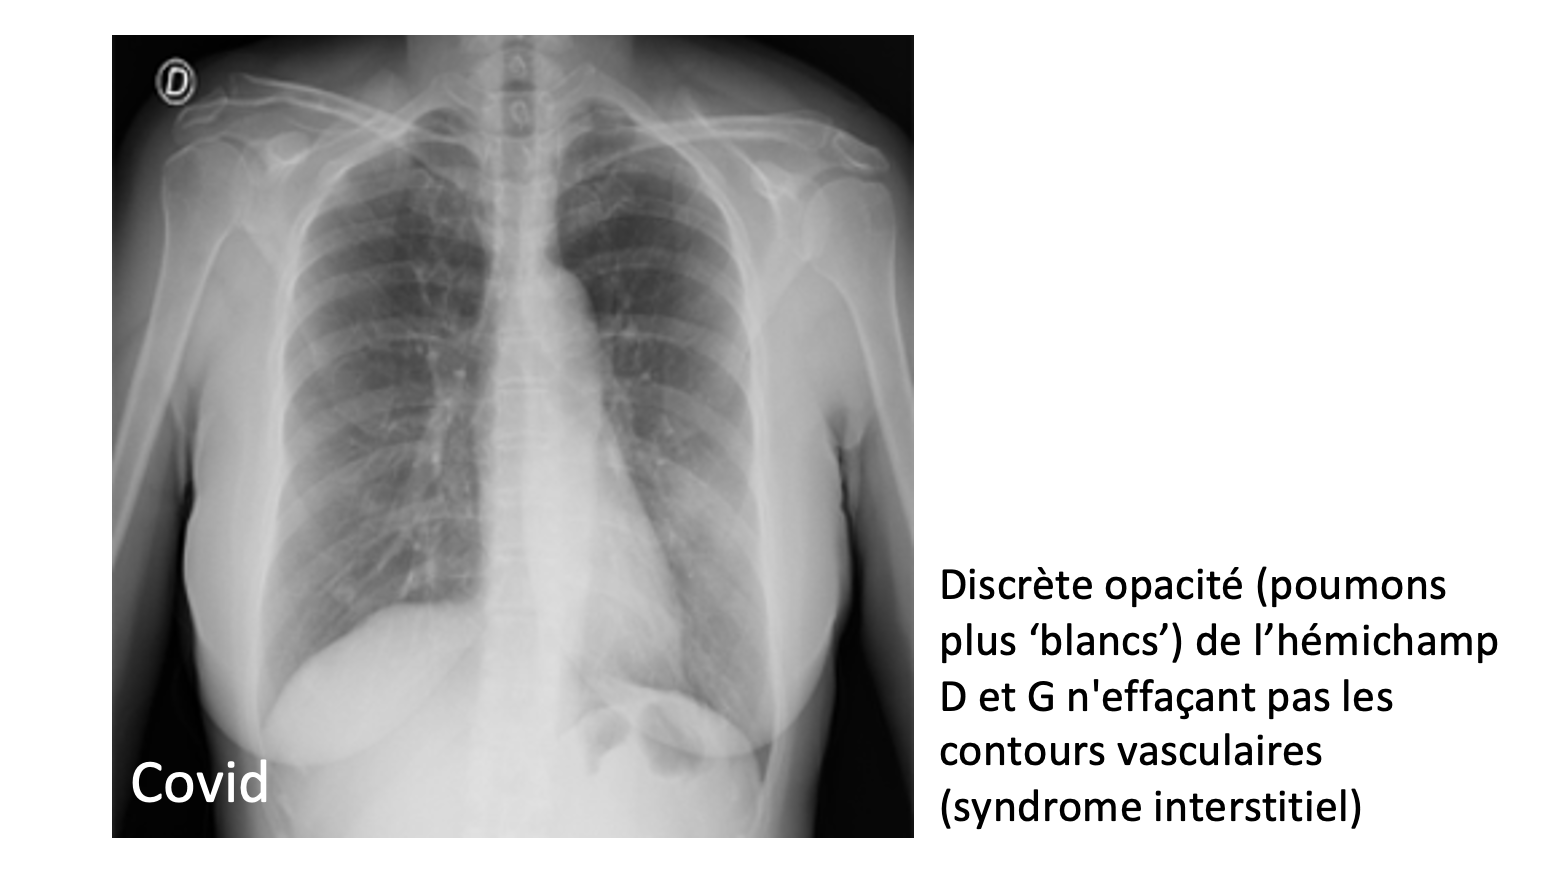 D
Covid
Discrète opacité (poumons
plus ‘blancs’) de l’hémichamp
D et G n'effaçant pas les
contours vasculaires
(syndrome interstitiel)